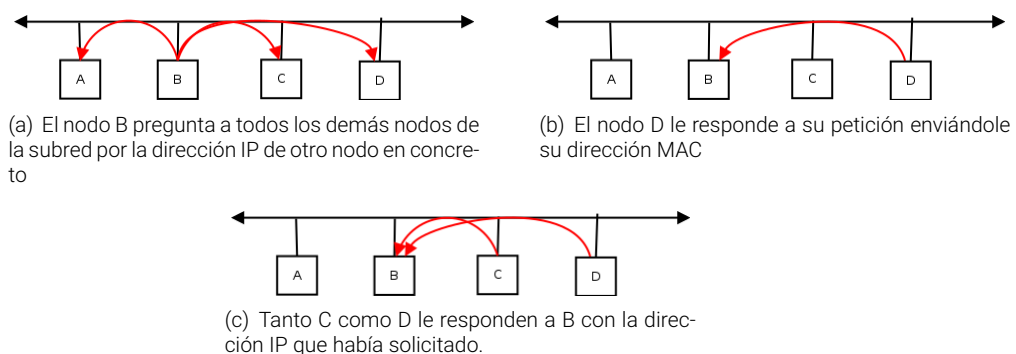 A
B
C
D
(a) El nodo B pregunta a todos los demás nodos de
la subred por la dirección IP de otro nodo en concre-
to
A
B
C
D
(b) El nodo D le responde a su petición enviándole
su dirección MAC
A
B
C
D
(c) Tanto C como D le responden a B con la direc-
ción IP que había solicitado.